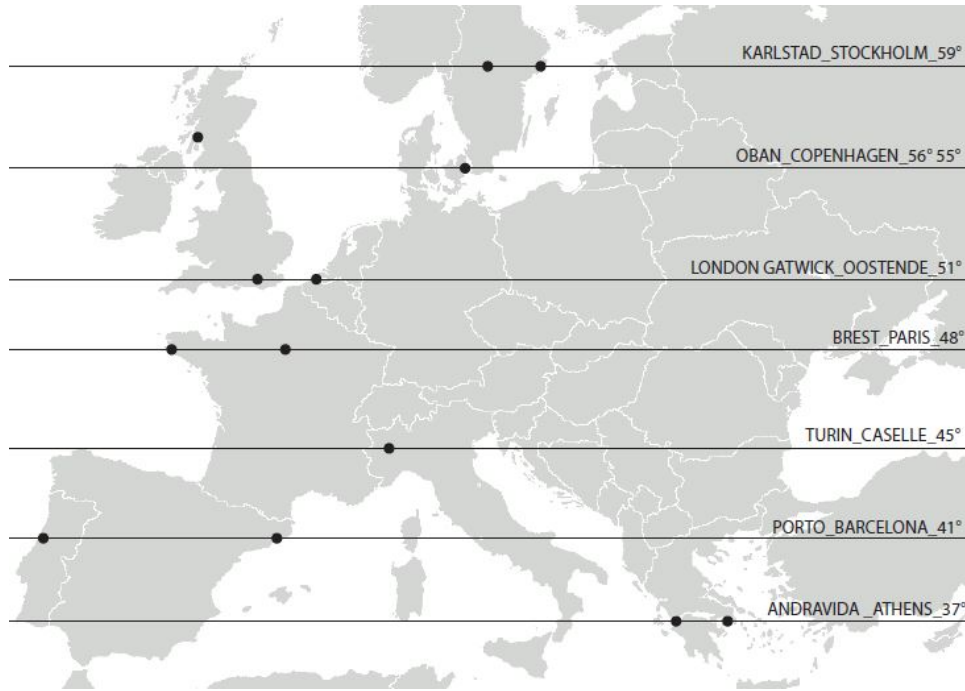 KARLSTAD_STOCKHOLM_59°
OBAN_COPENHAGEN_56° 55°
LONDON GATWICK_OOSTENDE_51°
BREST_PARIS_48°
TURIN_CASELLE_45°
PORTO_BARCELONA_41°
ANDRAVIDA _ATHENS_37°